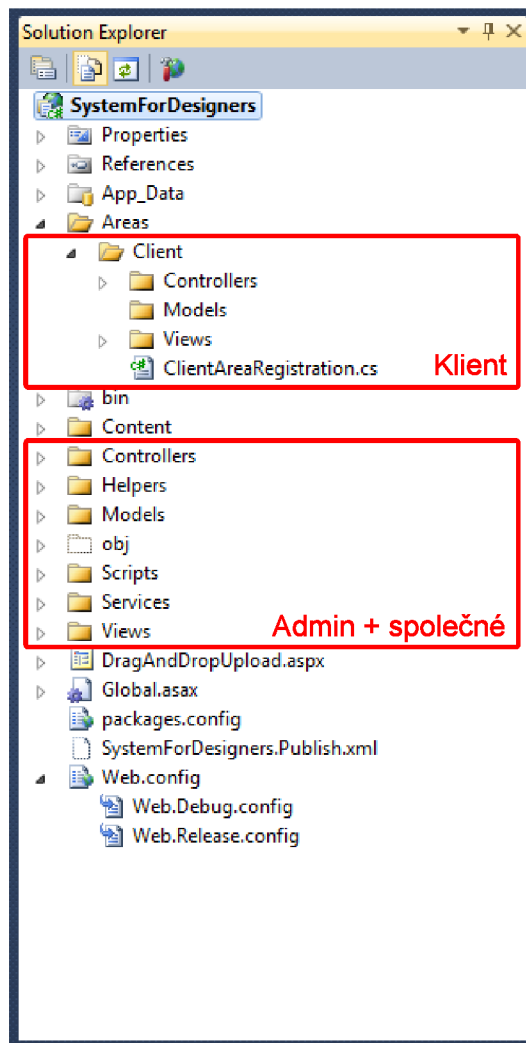 Solution Explorer
SystemForDesigners
Properties
References
App_Data
Areas
Client
Controllers
Models
Views
ClientAreaRegistration.cs
Klient
bin
Content
Controllers
Helpers
Models
obj
Scripts
Services
Views
Admin + společné
DragAndDropUpload.aspx
Global.asax
packages.config
SystemForDesigners.Publish.xml
Web.config
Web.Debug.config
Web.Release.config